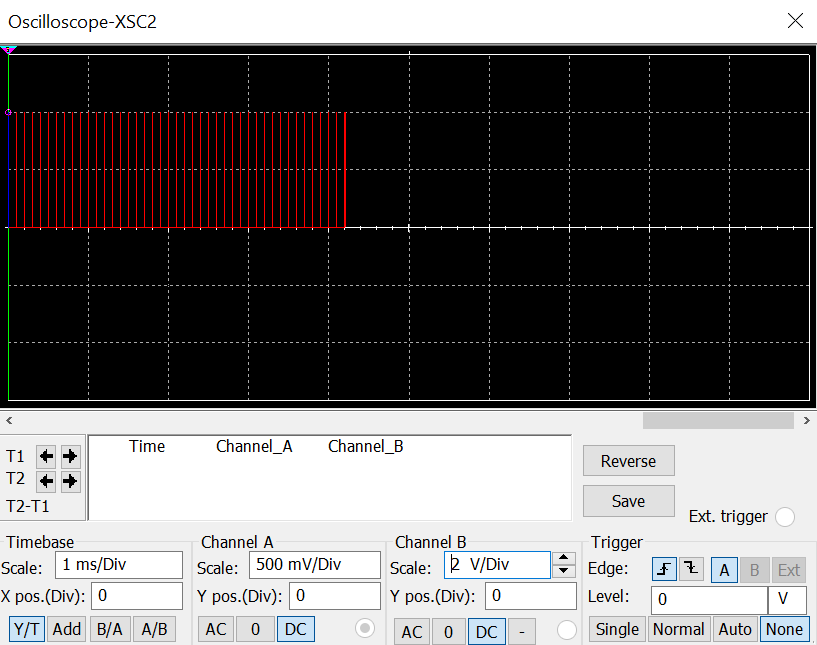 Oscilloscope-XSC2
Time Channel_A Channel_B
T1
T2
T2-T1
Reverse
Save
Ext. trigger
Timebase
Scale: 1 ms/Div
X pos.(Div): 0
Y/T Add B/A A/B
Channel A
Scale: 500 mV/Div
Y pos.(Div): 0
AC 0 DC
Channel B
Scale: 2 V/Div
Y pos.(Div): 0
AC 0 DC -
Trigger
Edge: A B Ext
Level: 0 V
Single Normal Auto None